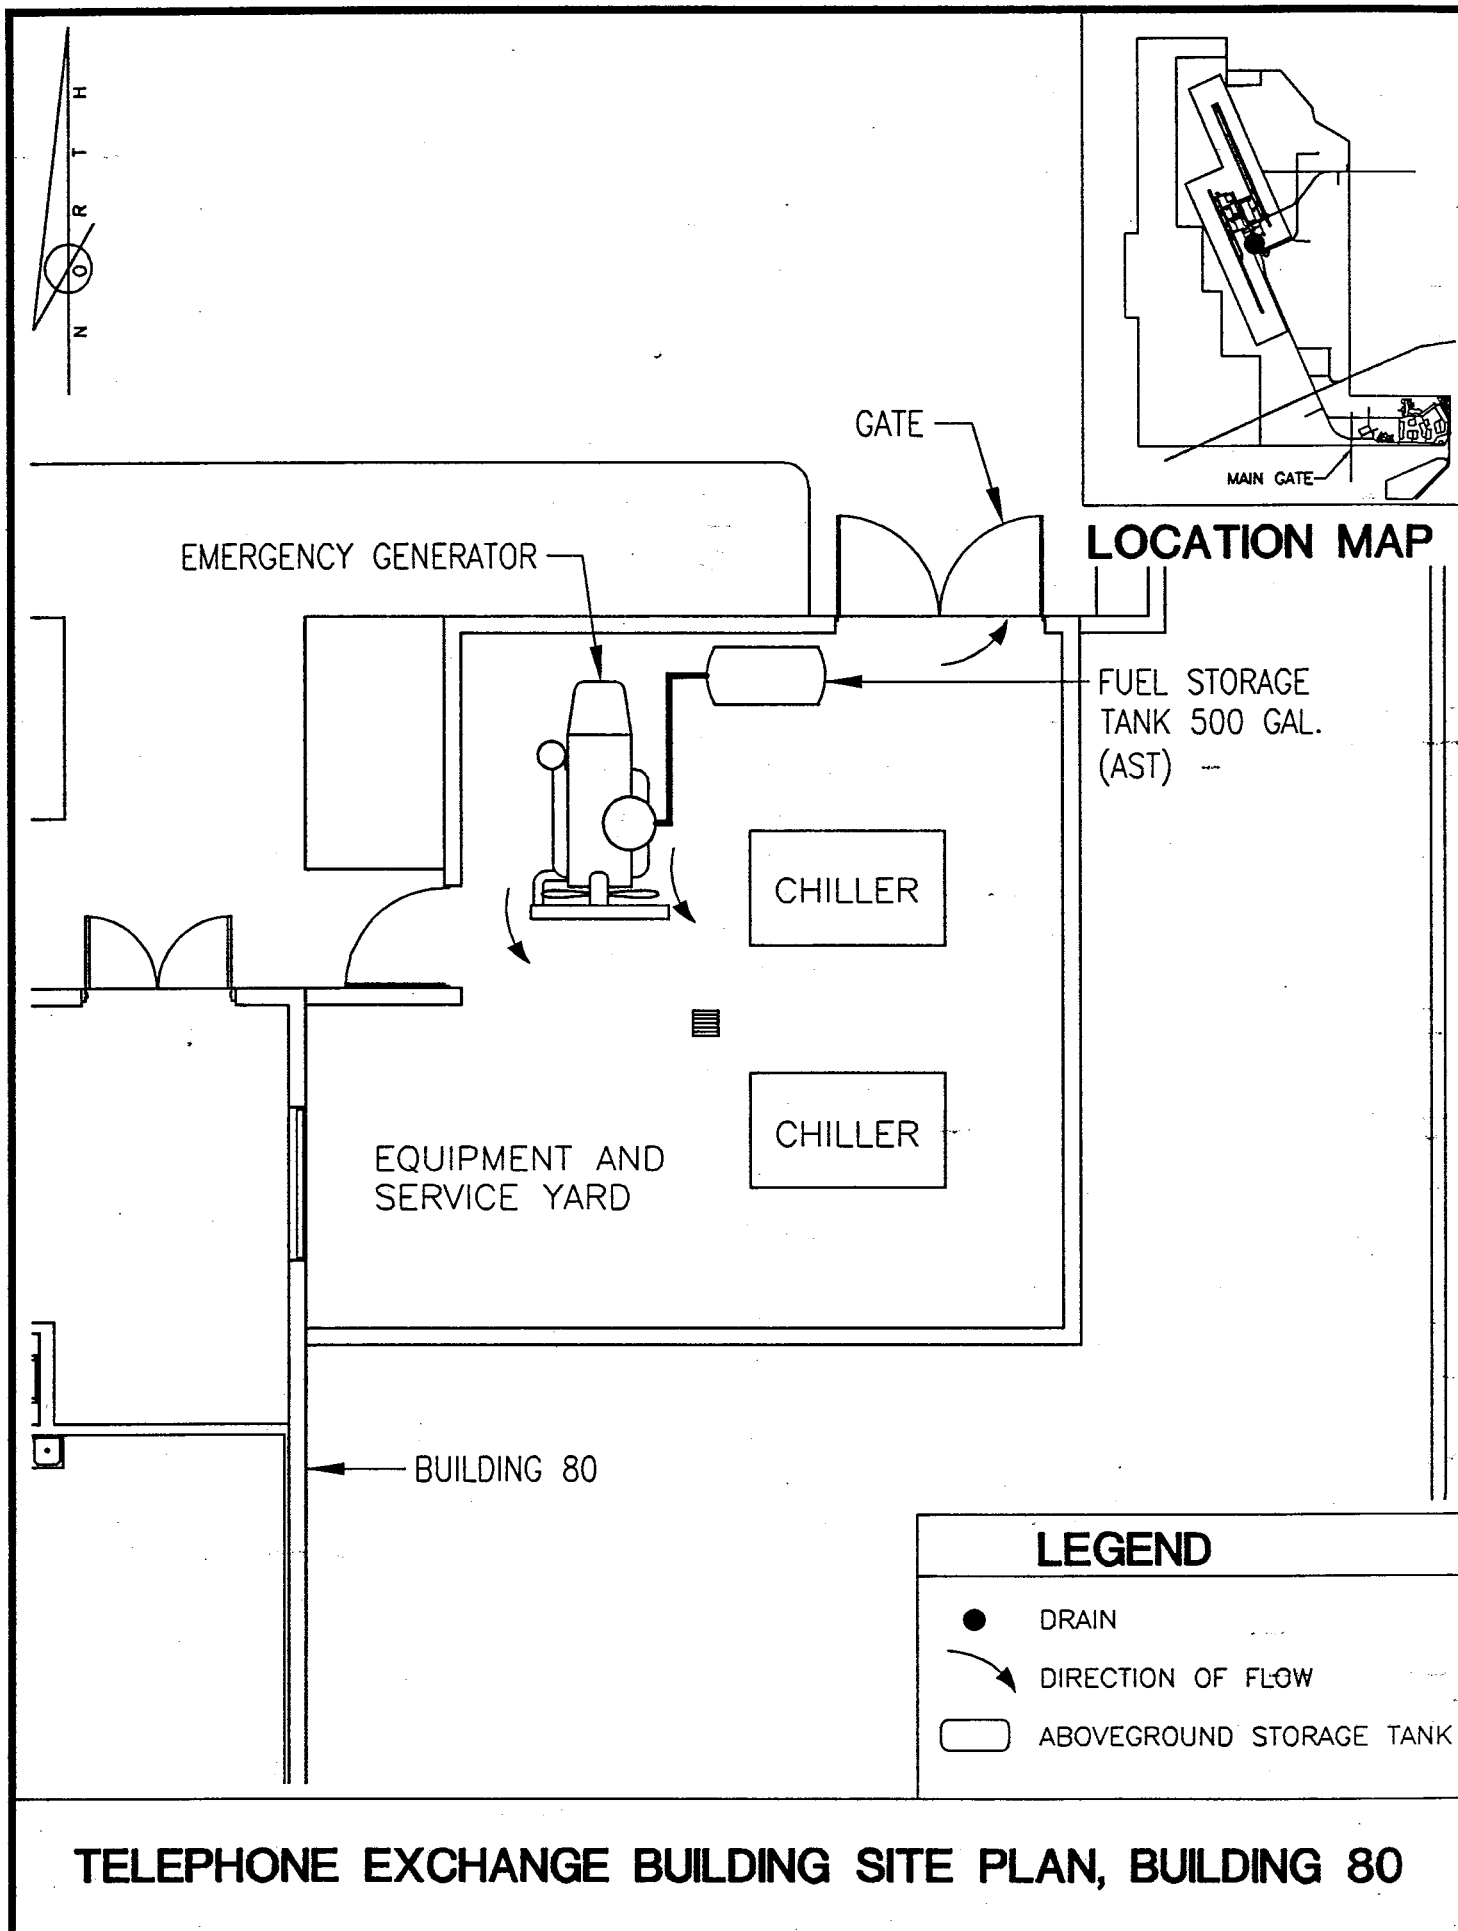 NORTH
MAIN GATE
LOCATION MAP
GATE
EMERGENCY GENERATOR
FUEL STORAGE
TANK 500 GAL.
(AST)
CHILLER
CHILLER
EQUIPMENT AND
SERVICE YARD
BUILDING 80
LEGEND
DRAIN
DIRECTION OF FLOW
ABOVEGROUND STORAGE TANK
TELEPHONE EXCHANGE BUILDING SITE PLAN, BUILDING 80